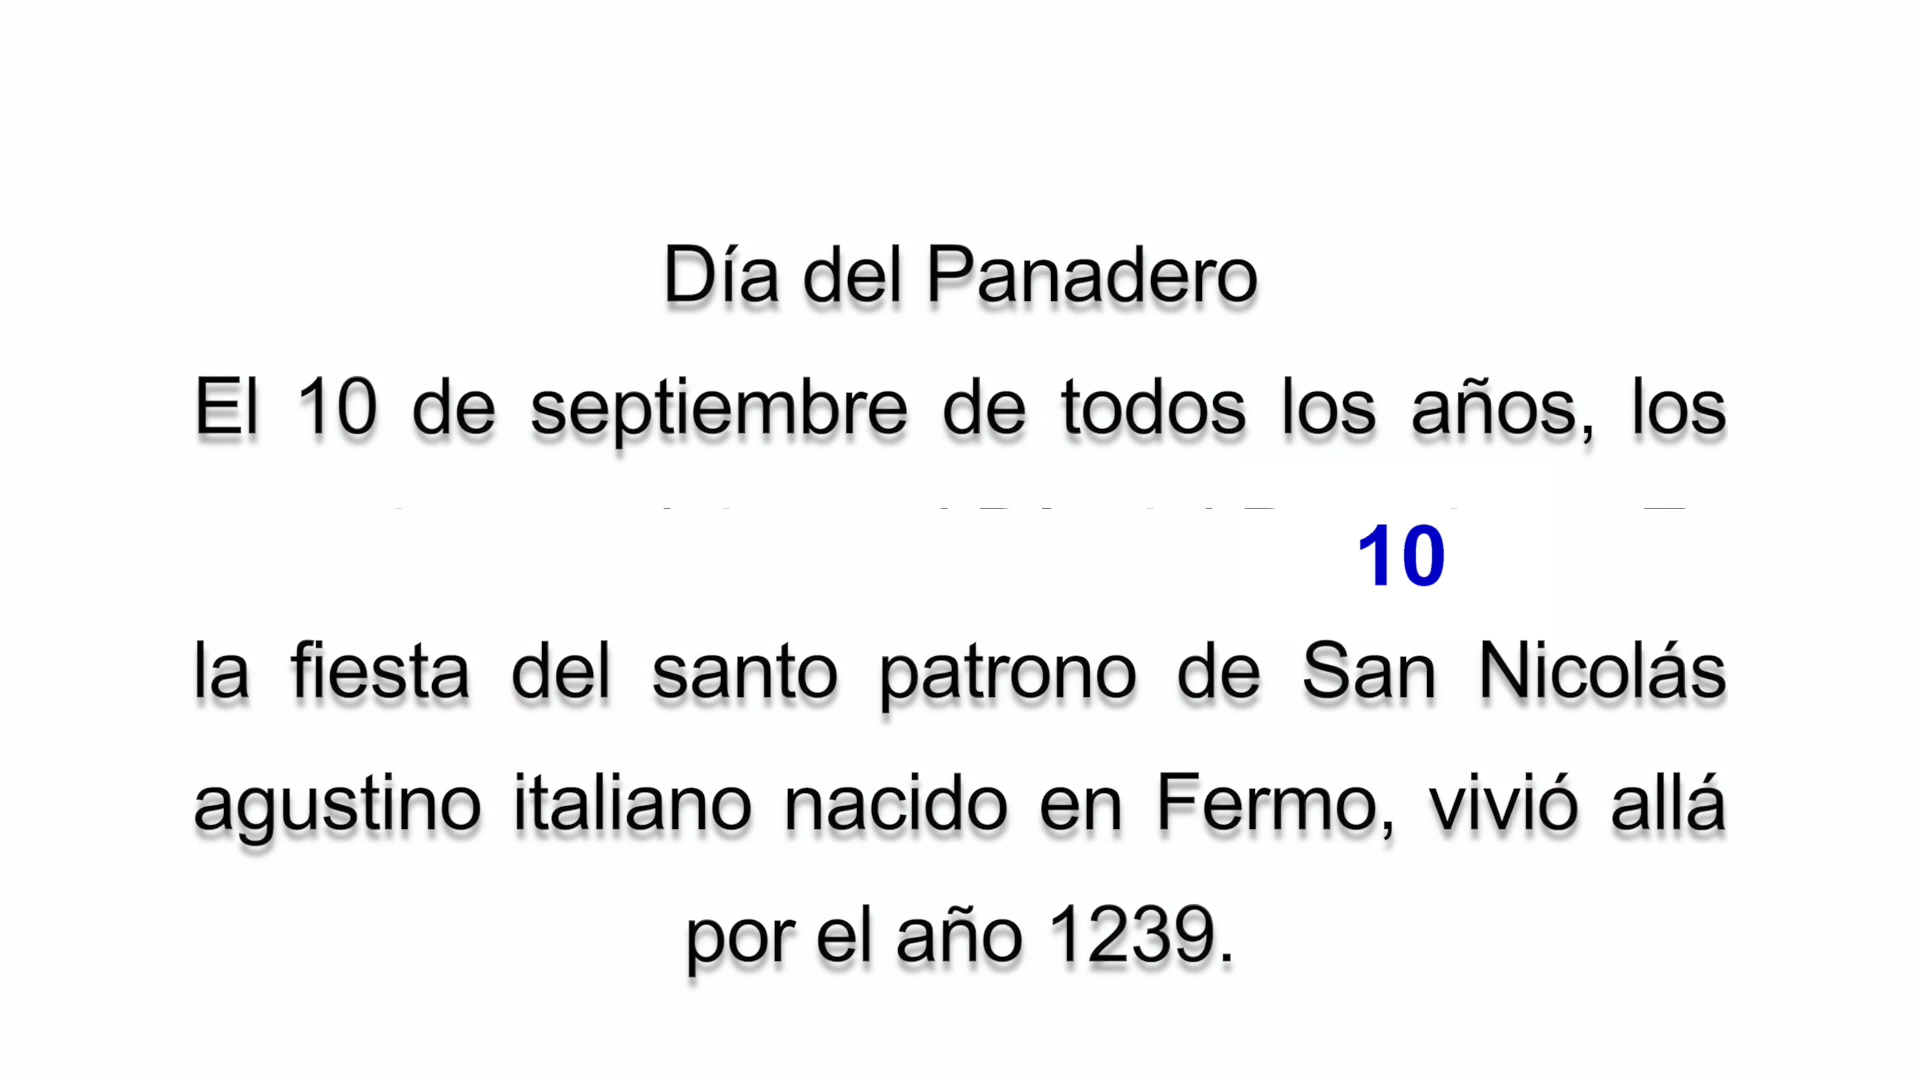 Día del Panadero
El 10 de septiembre de todos los años, los
10
la fiesta del santo patrono de San Nicolás
agustino italiano nacido en Fermo, vivió allá
por el año 1239.